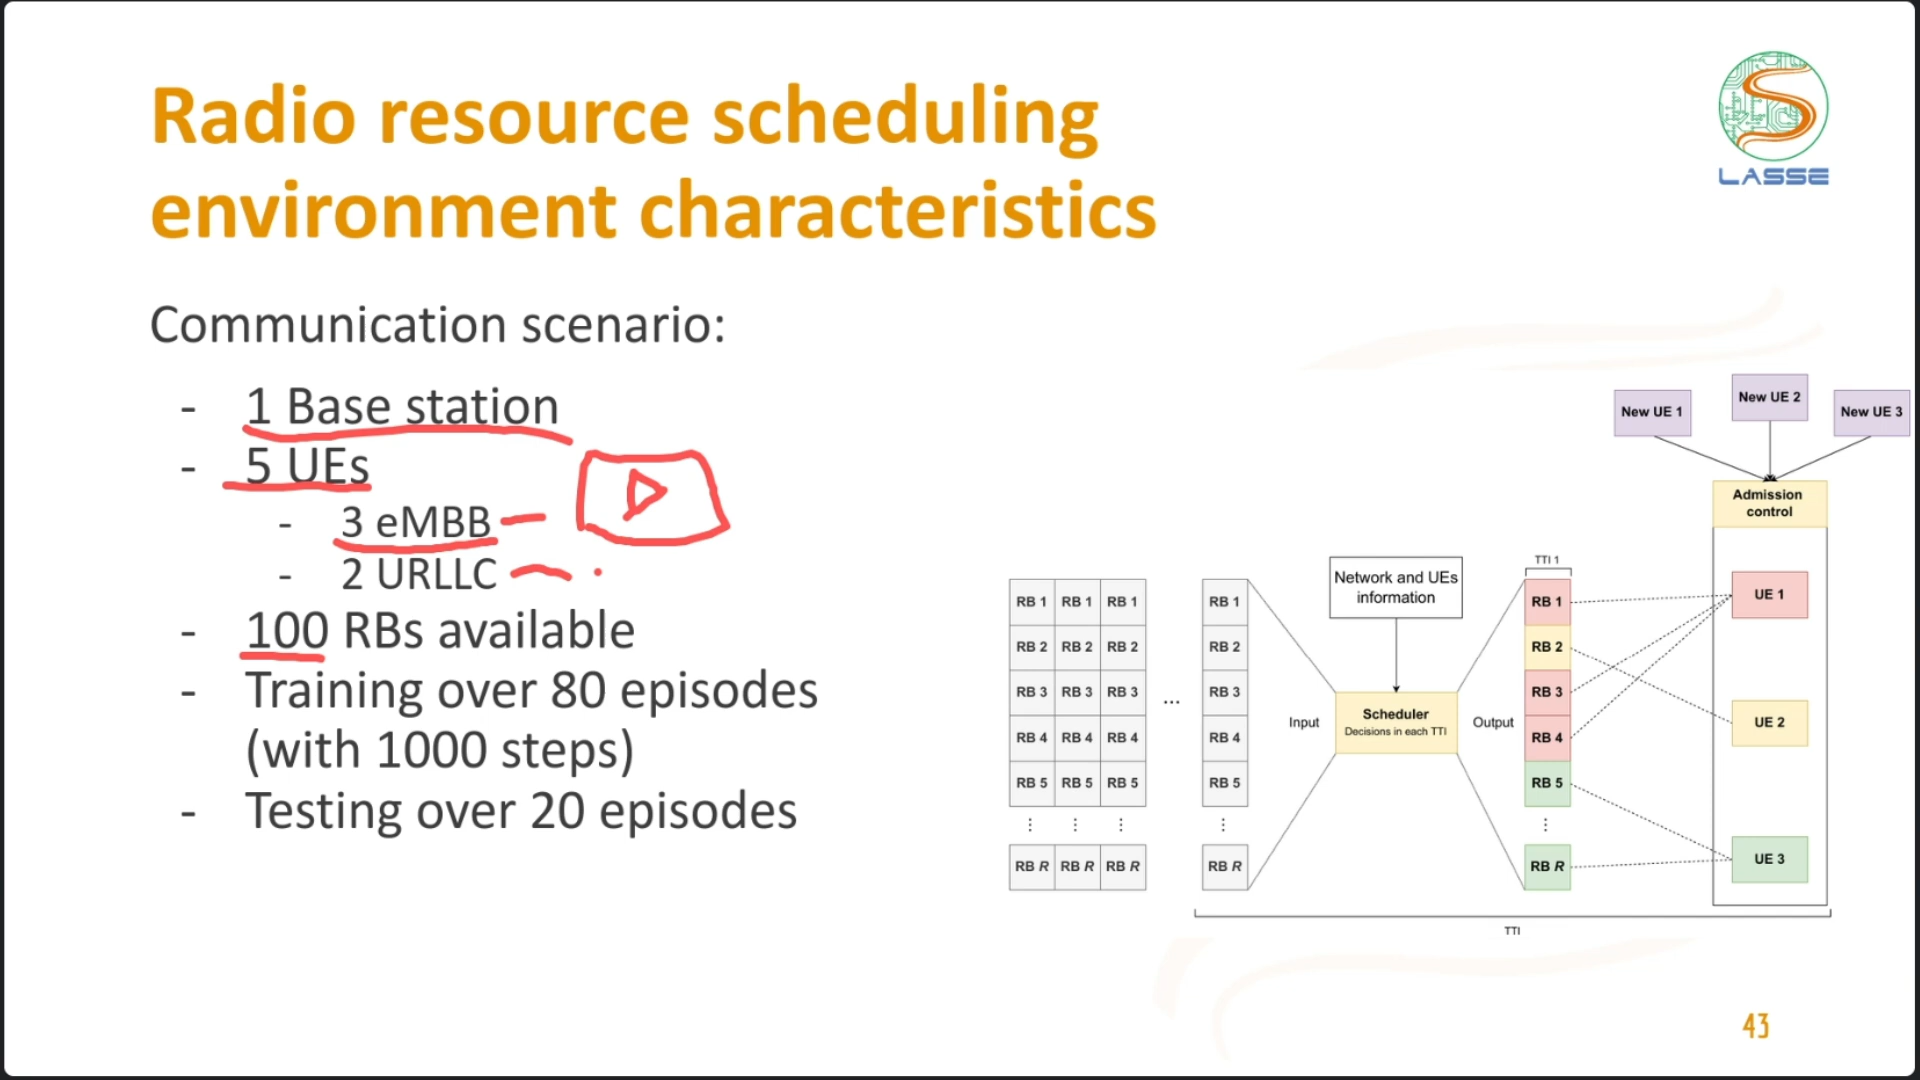 Radio resource scheduling
environment characteristics
LASSE
Communication scenario:
- 1 Base station
- 5 UEs
- 3 eMBB
- 2 URLLC
- 100 RBs available
- Training over 80 episodes
(with 1000 steps)
- Testing over 20 episodes
New UE 1
New UE 2
New UE 3
Admission
control
UE 1
UE 2
UE 3
RB 1 RB 1 RB 1 ... RB 1
RB 2 RB 2 RB 2 RB 2
RB 3 RB 3 RB 3 RB 3
RB 4 RB 4 RB 4 RB 4
RB 5 RB 5 RB 5 RB 5
RB R RB R RB R RB R
Input
Network and UEs
information
Scheduler
Decisions in each TTI
Output
TTI 1
RB 1
RB 2
RB 3
RB 4
RB 5
RB R
TTI
43